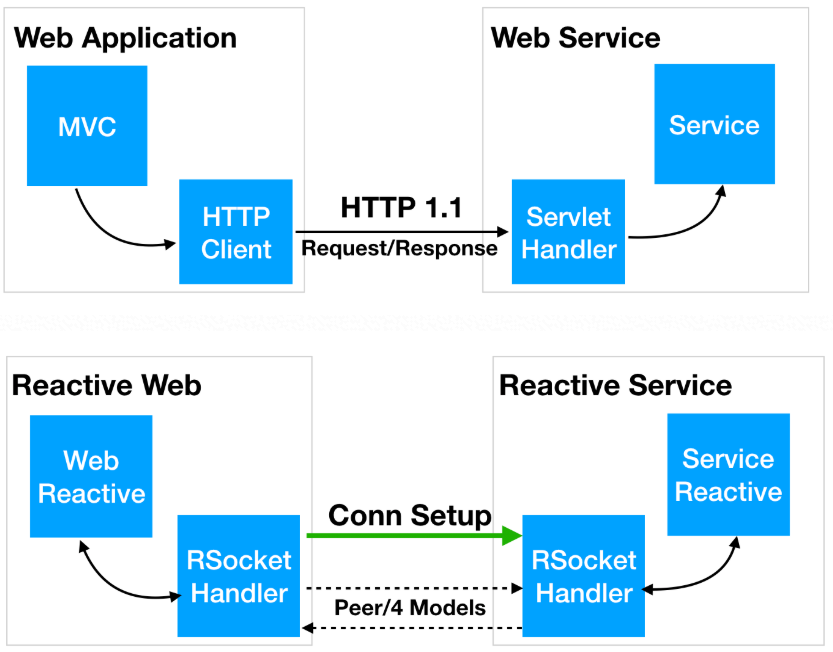 Web Application
MVC
HTTP
Client
HTTP 1.1
Request/Response
Web Service
Service
Servlet
Handler
Reactive Web
Web
Reactive
RSocket
Handler
Conn Setup
Peer/4 Models
Reactive Service
Service
Reactive
RSocket
Handler